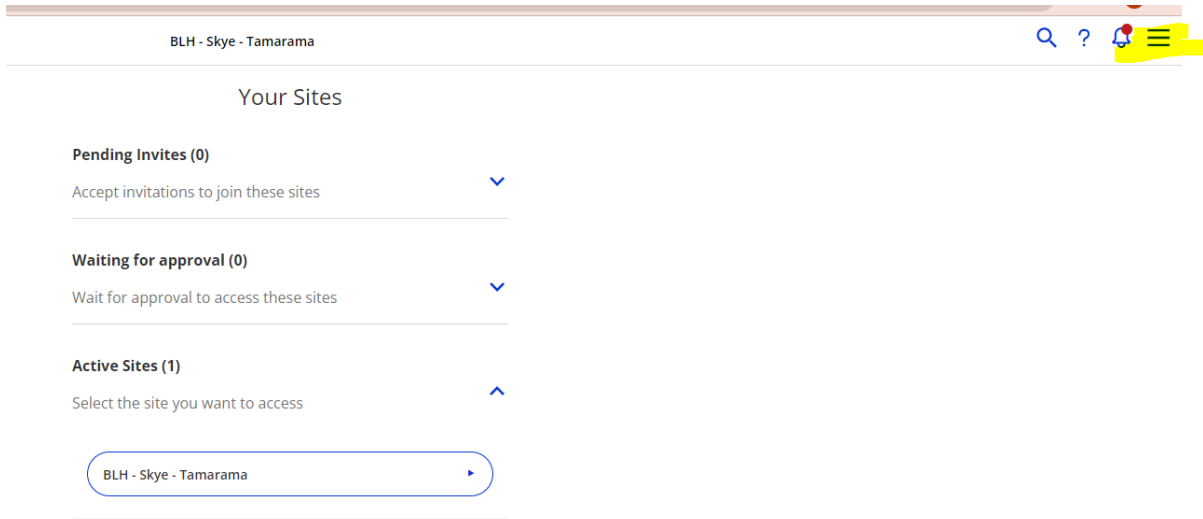 BLH - Skye - Tamarama
?
Your Sites
Pending Invites (0)
Accept invitations to join these sites
Waiting for approval (0)
Wait for approval to access these sites
Active Sites (1)
Select the site you want to access
BLH - Skye - Tamarama